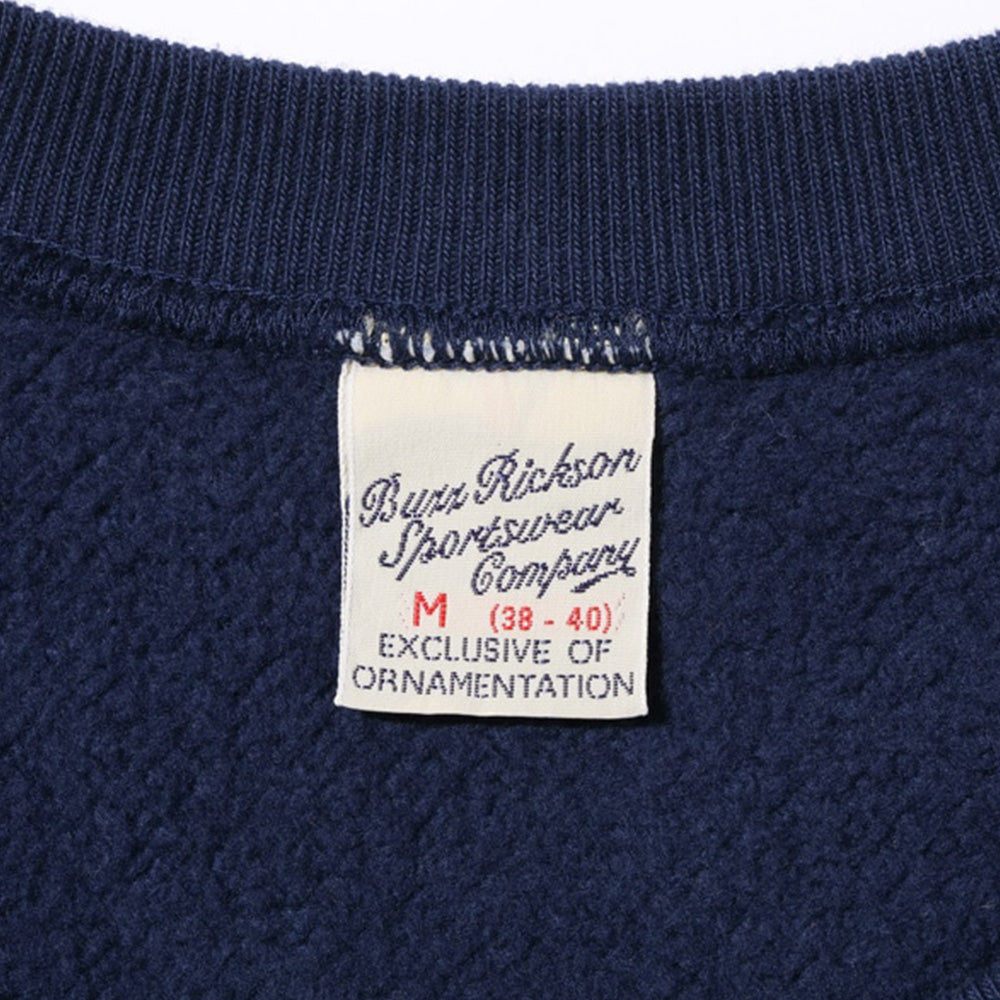 Buzz Rickson
Sportswear
Company
M (38 - 40)
EXCLUSIVE OF
ORNAMENTATION